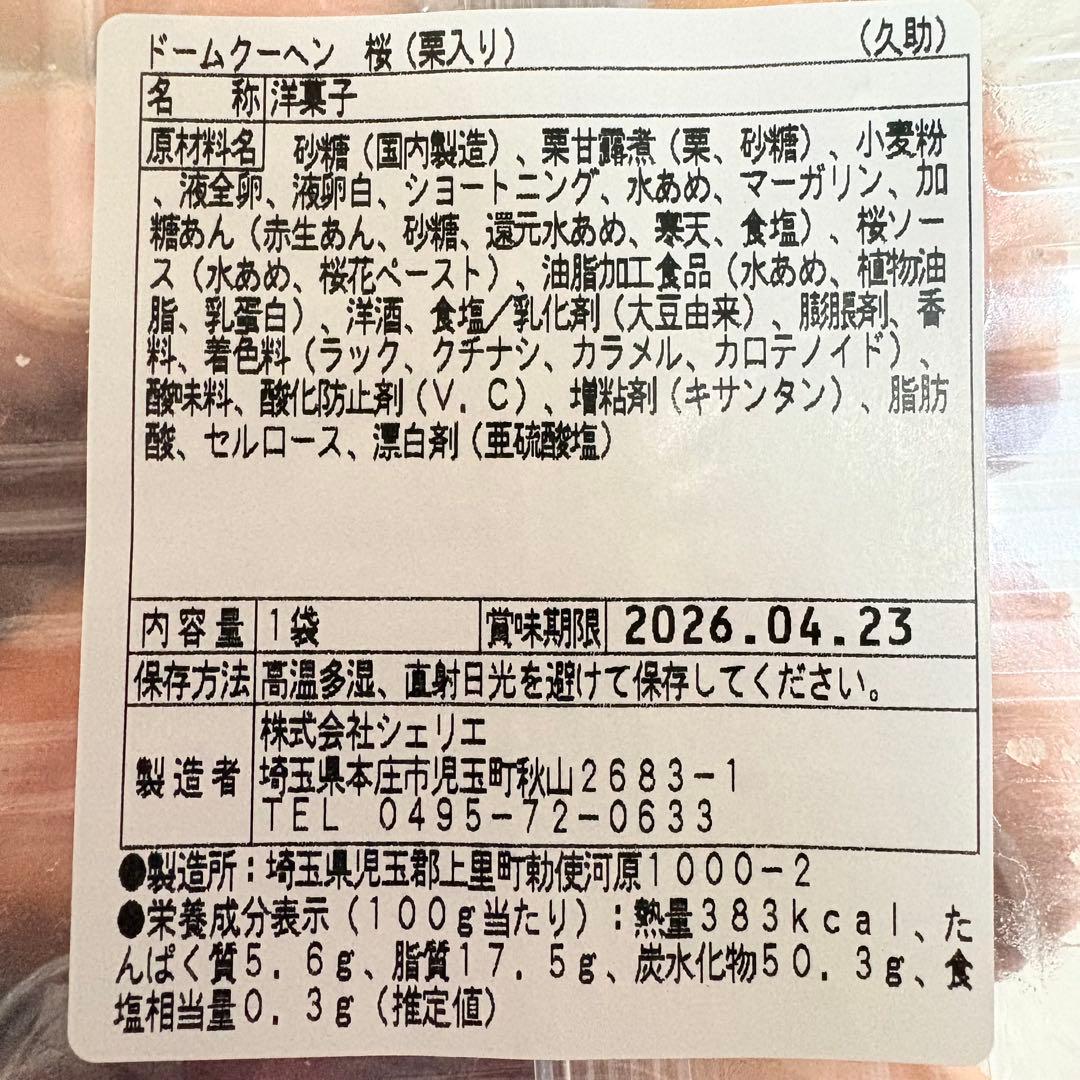 ドームクーヘン 桜(栗入り) (久助)
名 称 洋菓子
原材料名 砂糖(国内製造)、栗甘露煮(栗、砂糖)、小麦粉
、液全卵、液卵白、ショートニング、水あめ、マーガリン、加
糖あん(赤生あん、砂糖、還元水あめ、寒天、食塩)、桜ソー
ス(水あめ、桜花ペースト)、油脂加工食品(水あめ、植物油
脂、乳蛋白)、洋酒、食塩/乳化剤(大豆由来)、膨脹剤、香
料、着色料(ラック、クチナシ、カラメル、カロテノイド)、
酸味料、酸化防止剤(V.C)、増粘剤(キサンタン)、脂肪
酸、セルロース、漂白剤(亜硫酸塩)
内容量 1袋 賞味期限 2026.04.23
保存方法 高温多湿、直射日光を避けて保存してください。
製造者 株式会社シェリエ
埼玉県本庄市児玉町秋山2683-1
TEL 0495-72-0633
●製造所:埼玉県児玉郡上里町勅使河原1000-2
●栄養成分表示(100g当たり):熱量383kcal、た
んぱく質5.6g、脂質17.5g、炭水化物50.3g、食
塩相当量0.3g(推定値)